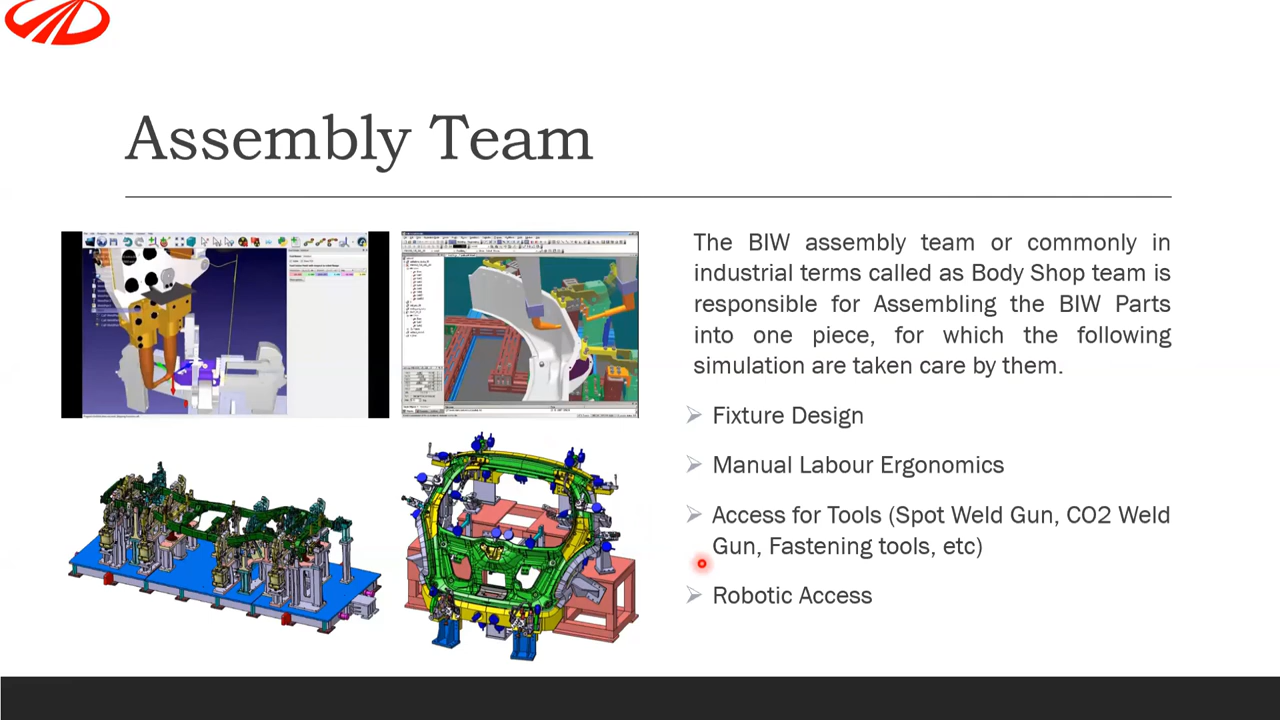 Assembly Team
The BIW assembly team or commonly in
industrial terms called as Body Shop team is
responsible for Assembling the BIW Parts
into one piece, for which the following
simulation are taken care by them.
Fixture Design
Manual Labour Ergonomics
Access for Tools (Spot Weld Gun, CO2 Weld
Gun, Fastening tools, etc)
Robotic Access